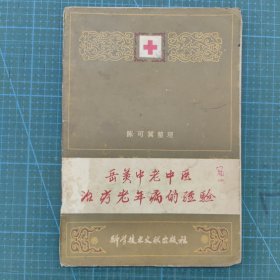 陈可冀整理
岳美中老中医
治疗老年病的经验
科学技术文献出版社